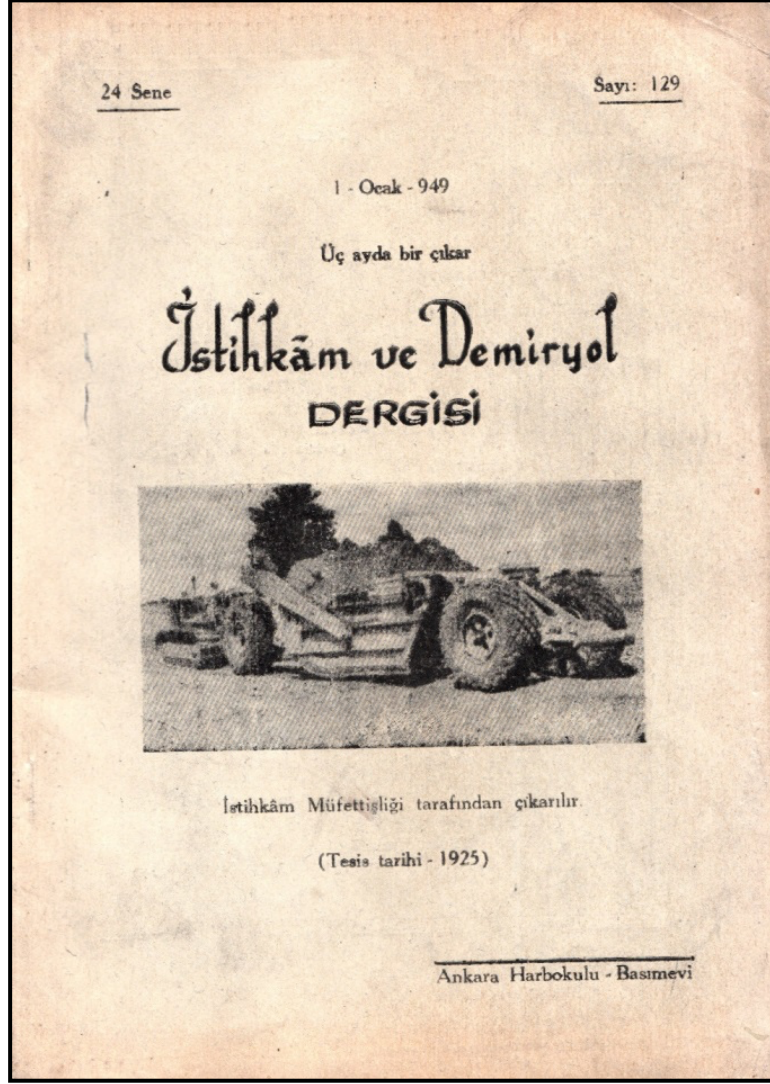 24 Sene
Sayı: 129
1 - Ocak - 949
Üç ayda bir çıkar
İstihkâm ve Demiryol
DERGİSİ
İstihkâm Müfettişliği tarafından çıkarılır.
(Tesis tarihi - 1925)
Ankara Harbokulu - Basımevi